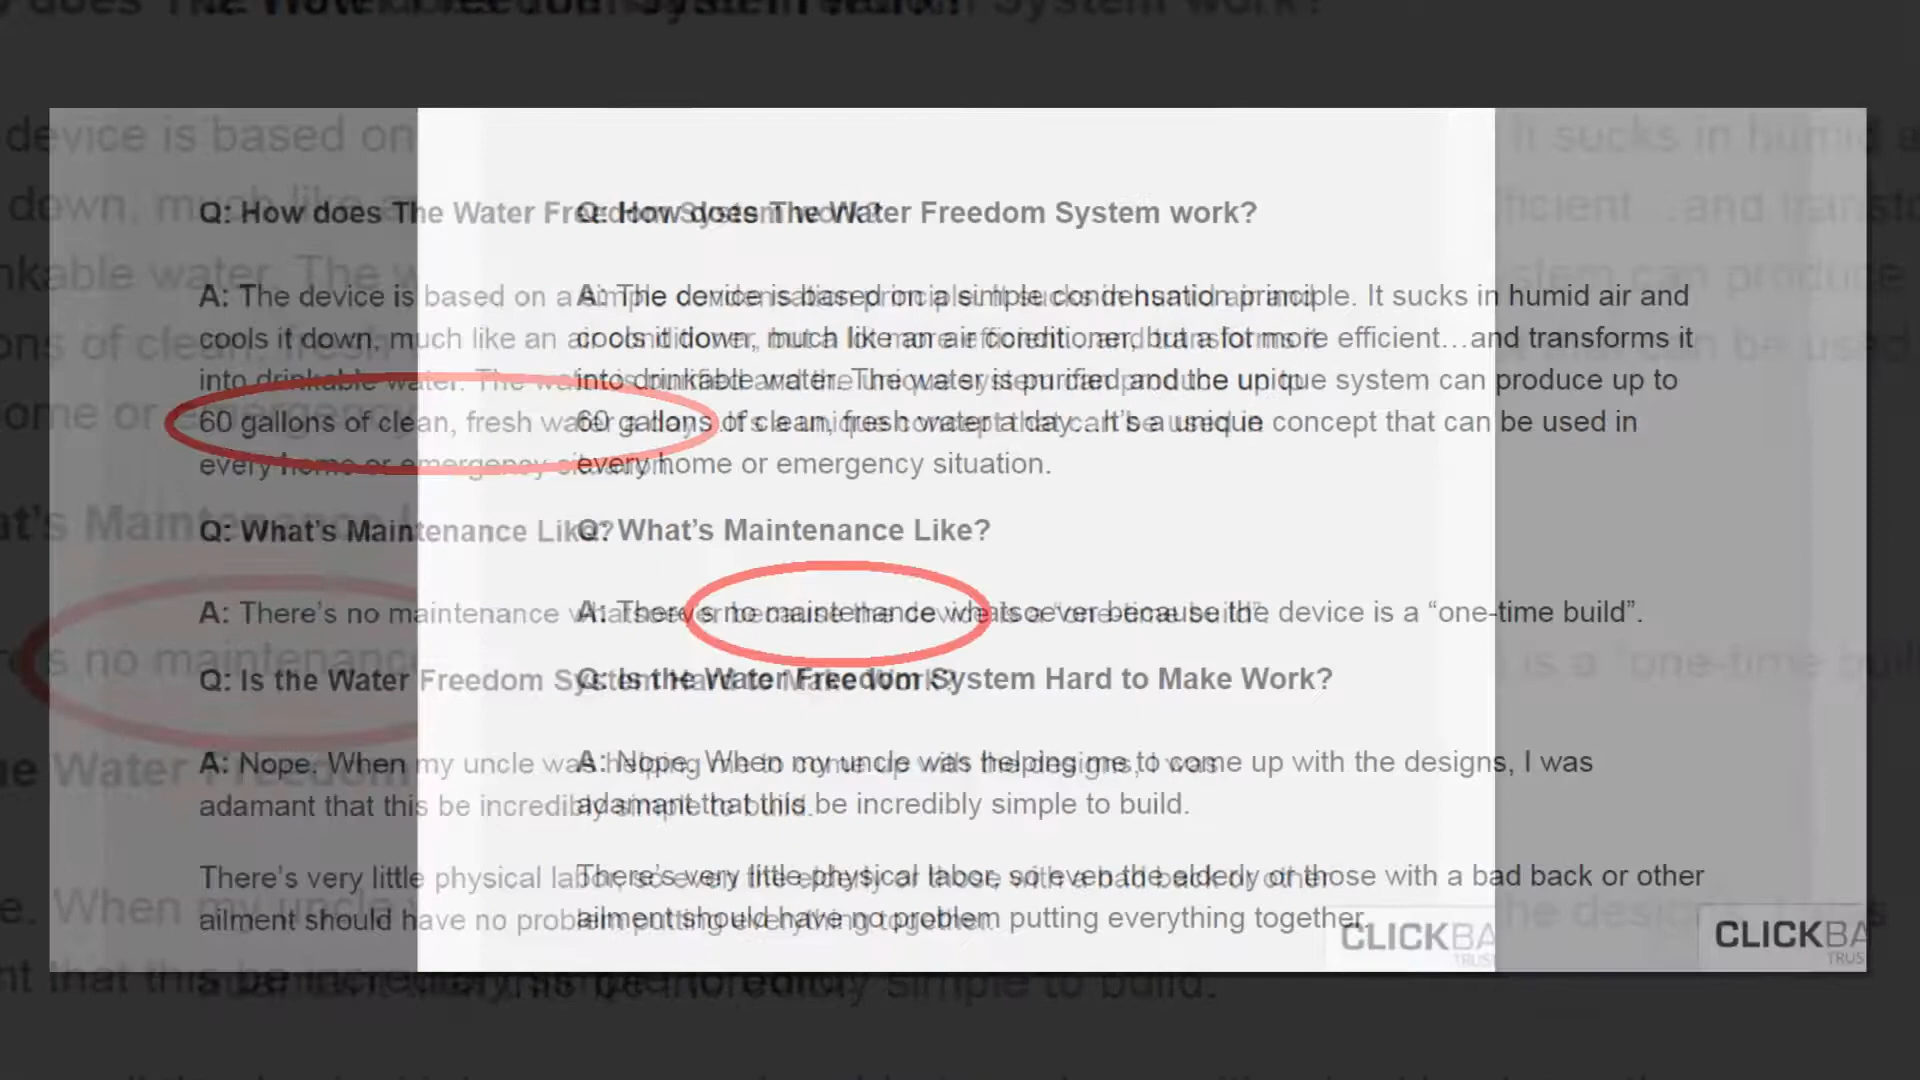 Q: How does The Water Freedom System work?
A: The device is based on a simple condensation principle. It sucks in humid air and
cools it down, much like an air conditioner, but a lot more efficient…and transforms it
into drinkable water. The water is purified and the unique system can produce up to
60 gallons of clean, fresh water a day…It’s a unique concept that can be used in
every home or emergency situation.
Q: What’s Maintenance Like?
A: There’s no maintenance whatsoever because the device is a “one-time build”.
Q: Is the Water Freedom System Hard to Make Work?
A: Nope. When my uncle was helping me to come up with the designs, I was
adamant that this be incredibly simple to build.
There’s very little physical labor, so even the elderly or those with a bad back or other
ailment should have no problem putting everything together.
CLICKBA
TRUS